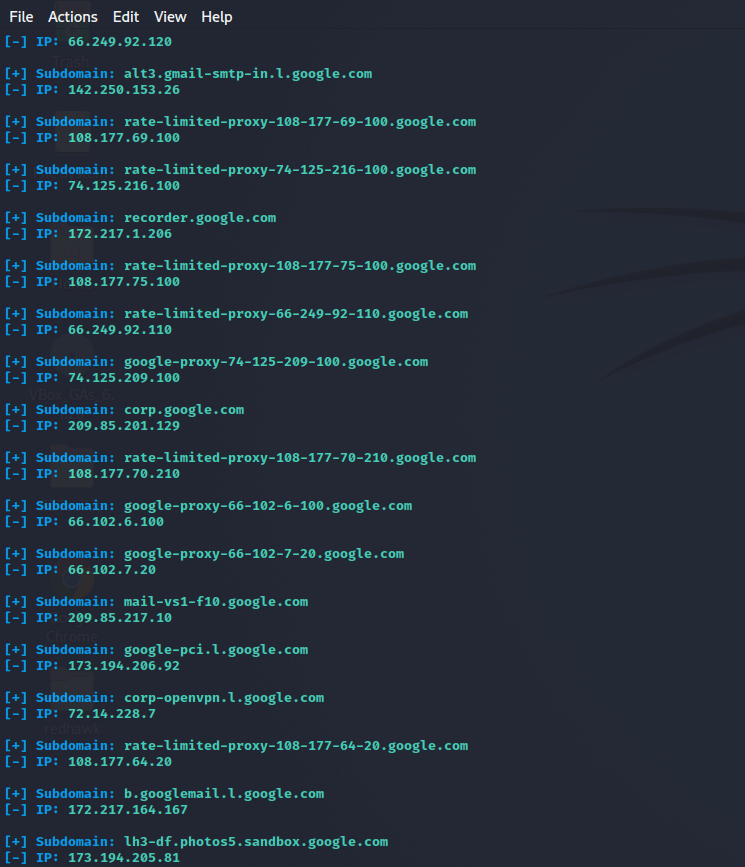 File Actions Edit View Help
[-] IP: 66.249.92.120
[+] Subdomain: alt3.gmail-smtp-in.l.google.com
[-] IP: 142.250.153.26
[+] Subdomain: rate-limited-proxy-108-177-69-100.google.com
[-] IP: 108.177.69.100
[+] Subdomain: rate-limited-proxy-74-125-216-100.google.com
[-] IP: 74.125.216.100
[+] Subdomain: recorder.google.com
[-] IP: 172.217.1.206
[+] Subdomain: rate-limited-proxy-108-177-75-100.google.com
[-] IP: 108.177.75.100
[+] Subdomain: rate-limited-proxy-66-249-92-110.google.com
[-] IP: 66.249.92.110
[+] Subdomain: google-proxy-74-125-209-100.google.com
[-] IP: 74.125.209.100
[+] Subdomain: corp.google.com
[-] IP: 209.85.201.129
[+] Subdomain: rate-limited-proxy-108-177-70-210.google.com
[-] IP: 108.177.70.210
[+] Subdomain: google-proxy-66-102-6-100.google.com
[-] IP: 66.102.6.100
[+] Subdomain: google-proxy-66-102-7-20.google.com
[-] IP: 66.102.7.20
[+] Subdomain: mail-vs1-f10.google.com
[-] IP: 209.85.217.10
Chrome
[+] Subdomain: google-pci.l.google.com
[-] IP: 173.194.206.92
[+] Subdomain: corp-openvpn.l.google.com
[-] IP: 72.14.228.7
redhawk
[+] Subdomain: rate-limited-proxy-108-177-64-20.google.com
[-] IP: 108.177.64.20
[+] Subdomain: b.googlemail.l.google.com
[-] IP: 172.217.164.167
[+] Subdomain: lh3-df.photos5.sandbox.google.com
[-] IP: 173.194.205.81